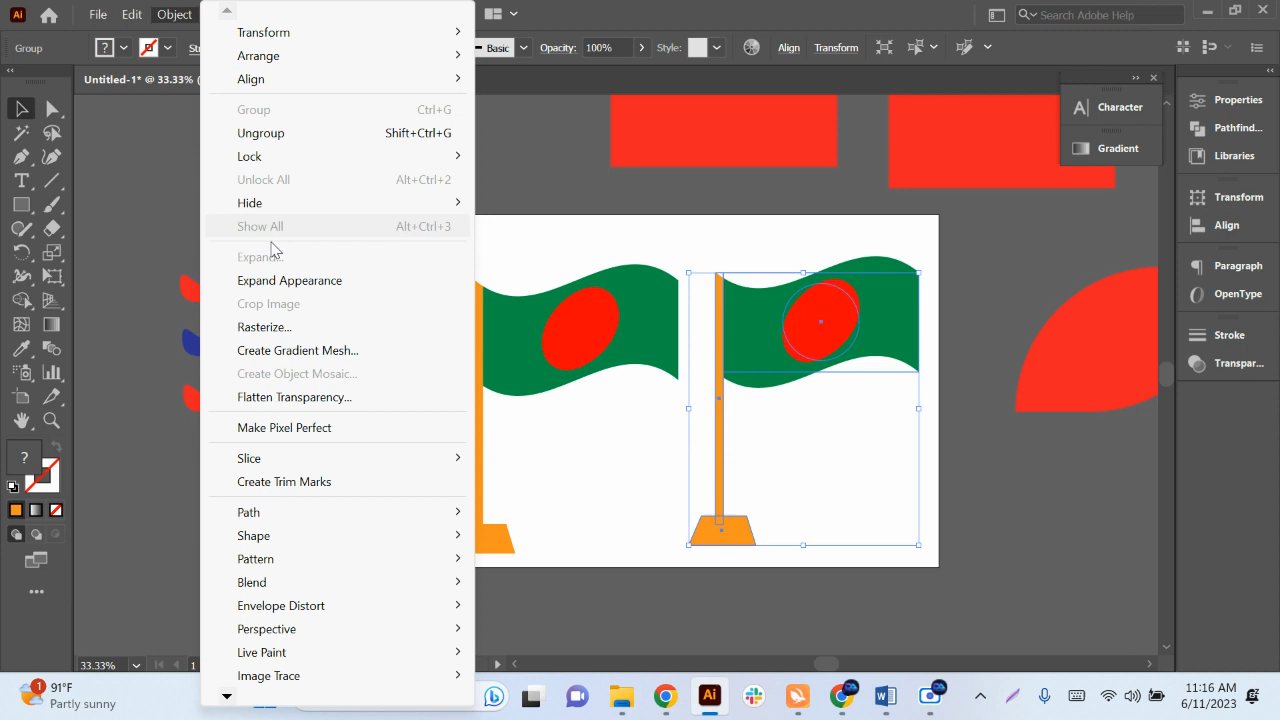 Ai File Edit Object Search Adobe Help
Group St Basic Opacity: 100% Style: Align Transform
Untitled-1* @ 33.33% (
Transform
Arrange
Align
Group Ctrl+G
Ungroup Shift+Ctrl+G
Lock
Unlock All Alt+Ctrl+2
Hide
Show All Alt+Ctrl+3
Expand...
Expand Appearance
Crop Image
Rasterize...
Create Gradient Mesh...
Create Object Mosaic...
Flatten Transparency...
Make Pixel Perfect
Slice
Create Trim Marks
Path
Shape
Pattern
Blend
Envelope Distort
Perspective
Live Paint
Image Trace
Character
Gradient
Properties
Pathfind...
Libraries
Transform
Align
Paragraph
OpenType
Stroke
Transpar...
?
?
33.33% 1
1 91°F
Partly sunny
Ai
11:16 AM
6/11/2023